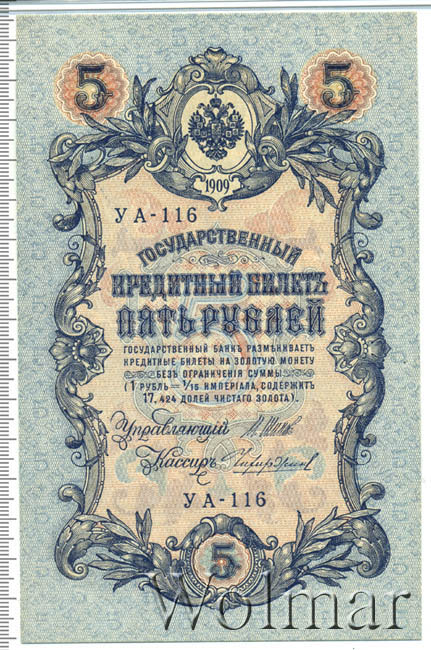 5 5
1909
УА-116
ГОСУДАРСТВЕННЫЙ
КРЕДИТНЫЙ БИЛЕТЪ
ПЯТЬ РУБЛЕЙ
ГОСУДАРСТВЕННЫЙ БАНКЪ РАЗМѢНИВАЕТЪ
КРЕДИТНЫЕ БИЛЕТЫ НА ЗОЛОТУЮ МОНЕТУ
БЕЗЪ ОГРАНИЧЕНІЯ СУММЫ
(1 РУБЛЬ = 1/15 ИМПЕРІАЛА, СОДЕРЖИТЪ
17,424 ДОЛЕЙ ЧИСТАГО ЗОЛОТА).
Управляющій
Кассиръ
УА-116
5
Wolmar